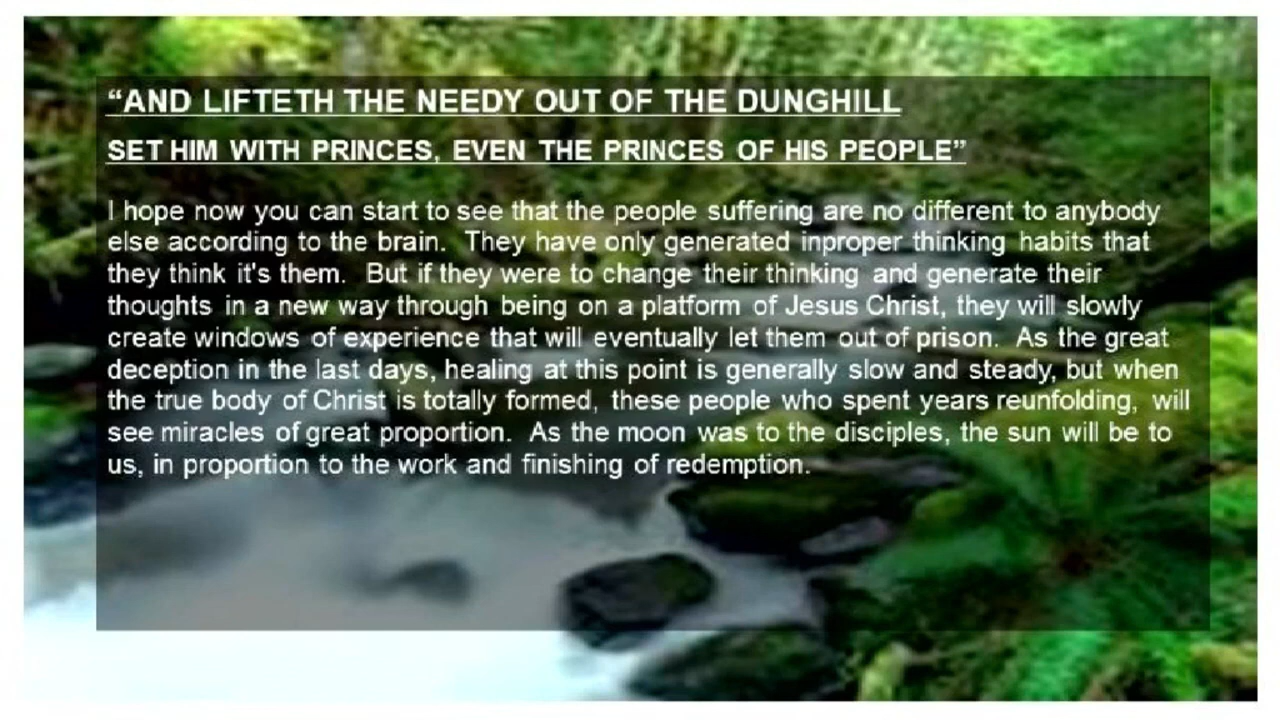 “AND LIFTETH THE NEEDY OUT OF THE DUNGHILL
SET HIM WITH PRINCES, EVEN THE PRINCES OF HIS PEOPLE”
I hope now you can start to see that the people suffering are no different to anybody
else according to the brain. They have only generated inproper thinking habits that
they think it's them. But if they were to change their thinking and generate their
thoughts in a new way through being on a platform of Jesus Christ, they will slowly
create windows of experience that will eventually let them out of prison. As the great
deception in the last days, healing at this point is generally slow and steady, but when
the true body of Christ is totally formed, these people who spent years reunfolding, will
see miracles of great proportion. As the moon was to the disciples, the sun will be to
us, in proportion to the work and finishing of redemption.